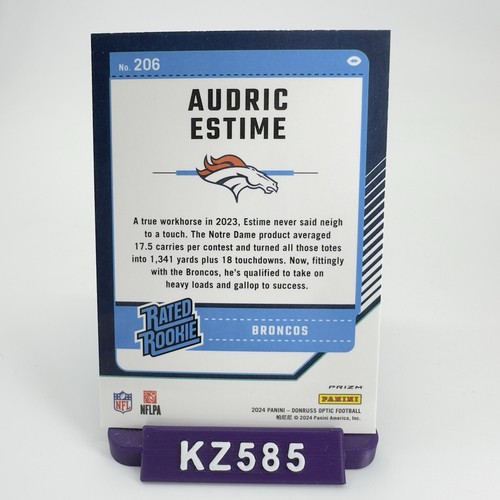 No. 206
AUDRIC
ESTIME
A true workhorse in 2023, Estime never said neigh
to a touch. The Notre Dame product averaged
17.5 carries per contest and turned all those totes
into 1,341 yards plus 18 touchdowns. Now, fittingly
with the Broncos, he's qualified to take on
heavy loads and gallop to success.
RATED
ROOKIE
BRONCOS
PRIZM
NFL
NFLPA
PANINI
2024 PANINI – DONRUSS OPTIC FOOTBALL
帕尼尼 © 2024 Panini America, Inc.
KZ585